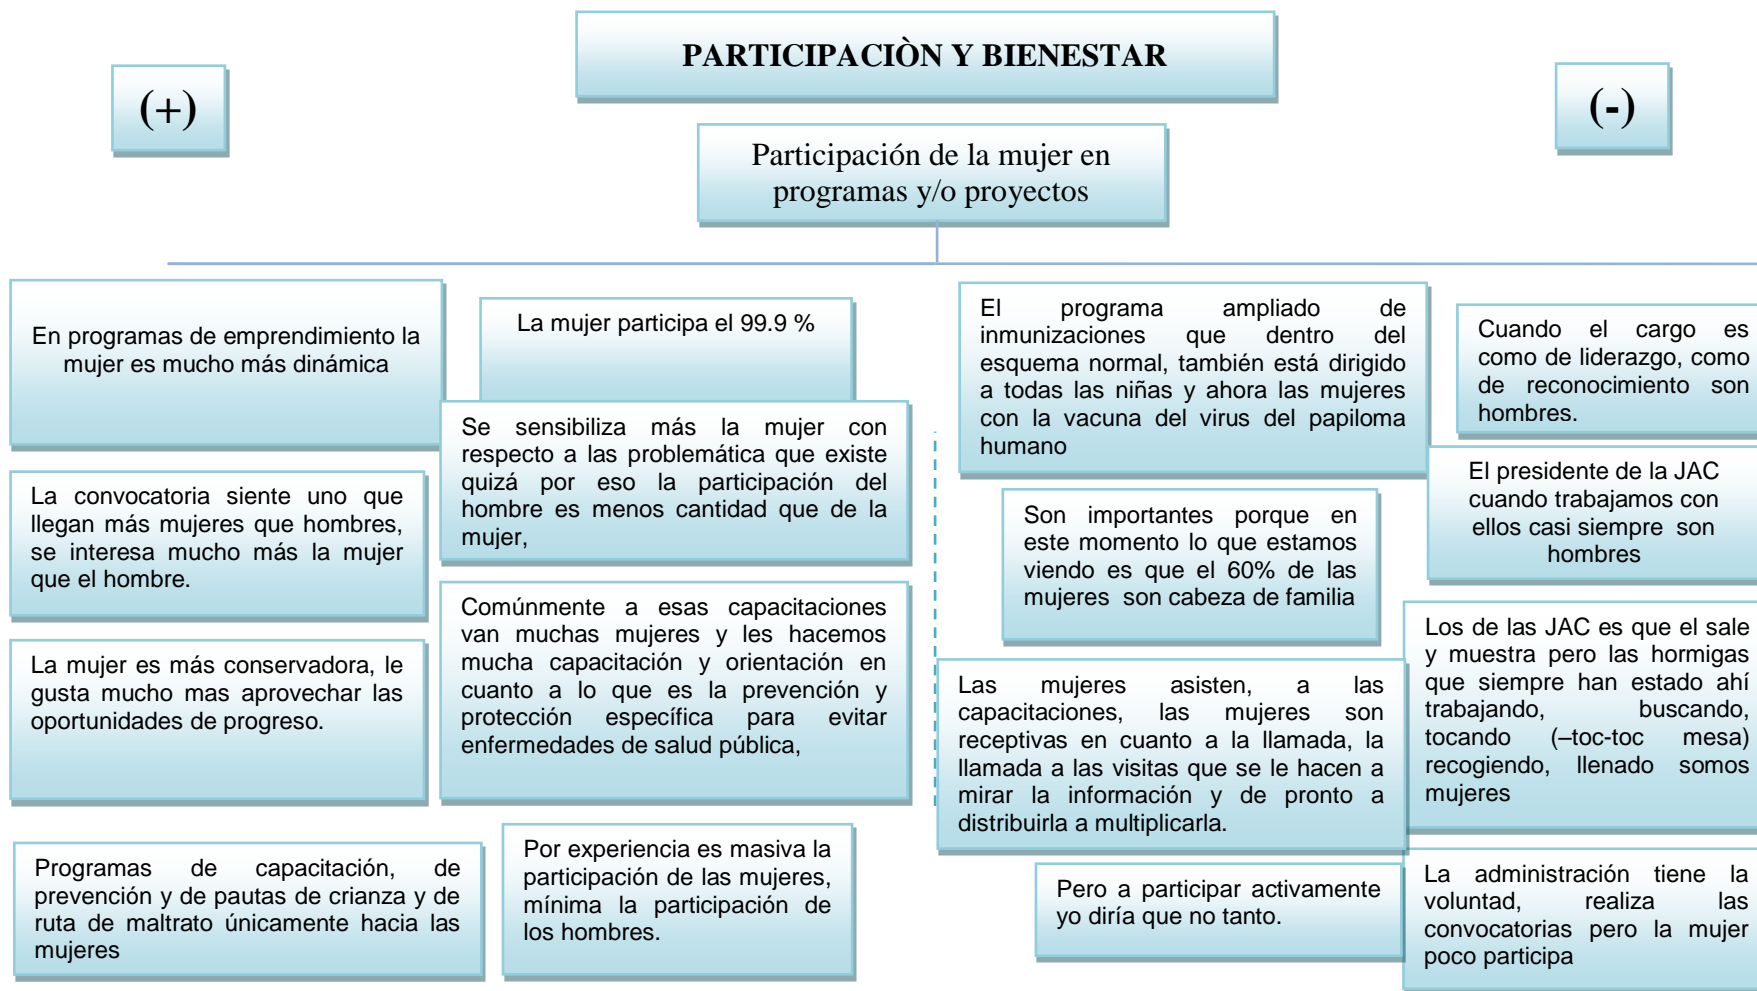 PARTICIPACIÒN Y BIENESTAR
(+)
(-)
Participación de la mujer en
programas y/o proyectos
En programas de emprendimiento la
mujer es mucho más dinámica
La convocatoria siente uno que
llegan más mujeres que hombres,
se interesa mucho más la mujer
que el hombre.
La mujer es más conservadora, le
gusta mucho mas aprovechar las
oportunidades de progreso.
Programas de capacitación, de
prevención y de pautas de crianza y de
ruta de maltrato únicamente hacia las
mujeres
La mujer participa el 99.9 %
Se sensibiliza más la mujer con
respecto a las problemática que existe
quizá por eso la participación del
hombre es menos cantidad que de la
mujer,
Comúnmente a esas capacitaciones
van muchas mujeres y les hacemos
mucha capacitación y orientación en
cuanto a lo que es la prevención y
protección específica para evitar
enfermedades de salud pública,
Por experiencia es masiva la
participación de las mujeres,
mínima la participación de
los hombres.
El programa ampliado de
inmunizaciones que dentro del
esquema normal, también está dirigido
a todas las niñas y ahora las mujeres
con la vacuna del virus del papiloma
humano
Son importantes porque en
este momento lo que estamos
viendo es que el 60% de las
mujeres son cabeza de familia
Las mujeres asisten, a las
capacitaciones, las mujeres son
receptivas en cuanto a la llamada, la
llamada a las visitas que se le hacen a
mirar la información y de pronto a
distribuirla a multiplicarla.
Pero a participar activamente
yo diría que no tanto.
Cuando el cargo es
como de liderazgo, como
de reconocimiento son
hombres.
El presidente de la JAC
cuando trabajamos con
ellos casi siempre son
hombres
Los de las JAC es que el sale
y muestra pero las hormigas
que siempre han estado ahí
trabajando, buscando,
tocando (–toc-toc mesa)
recogiendo, llenado somos
mujeres
La administración tiene la
voluntad, realiza las
convocatorias pero la mujer
poco participa